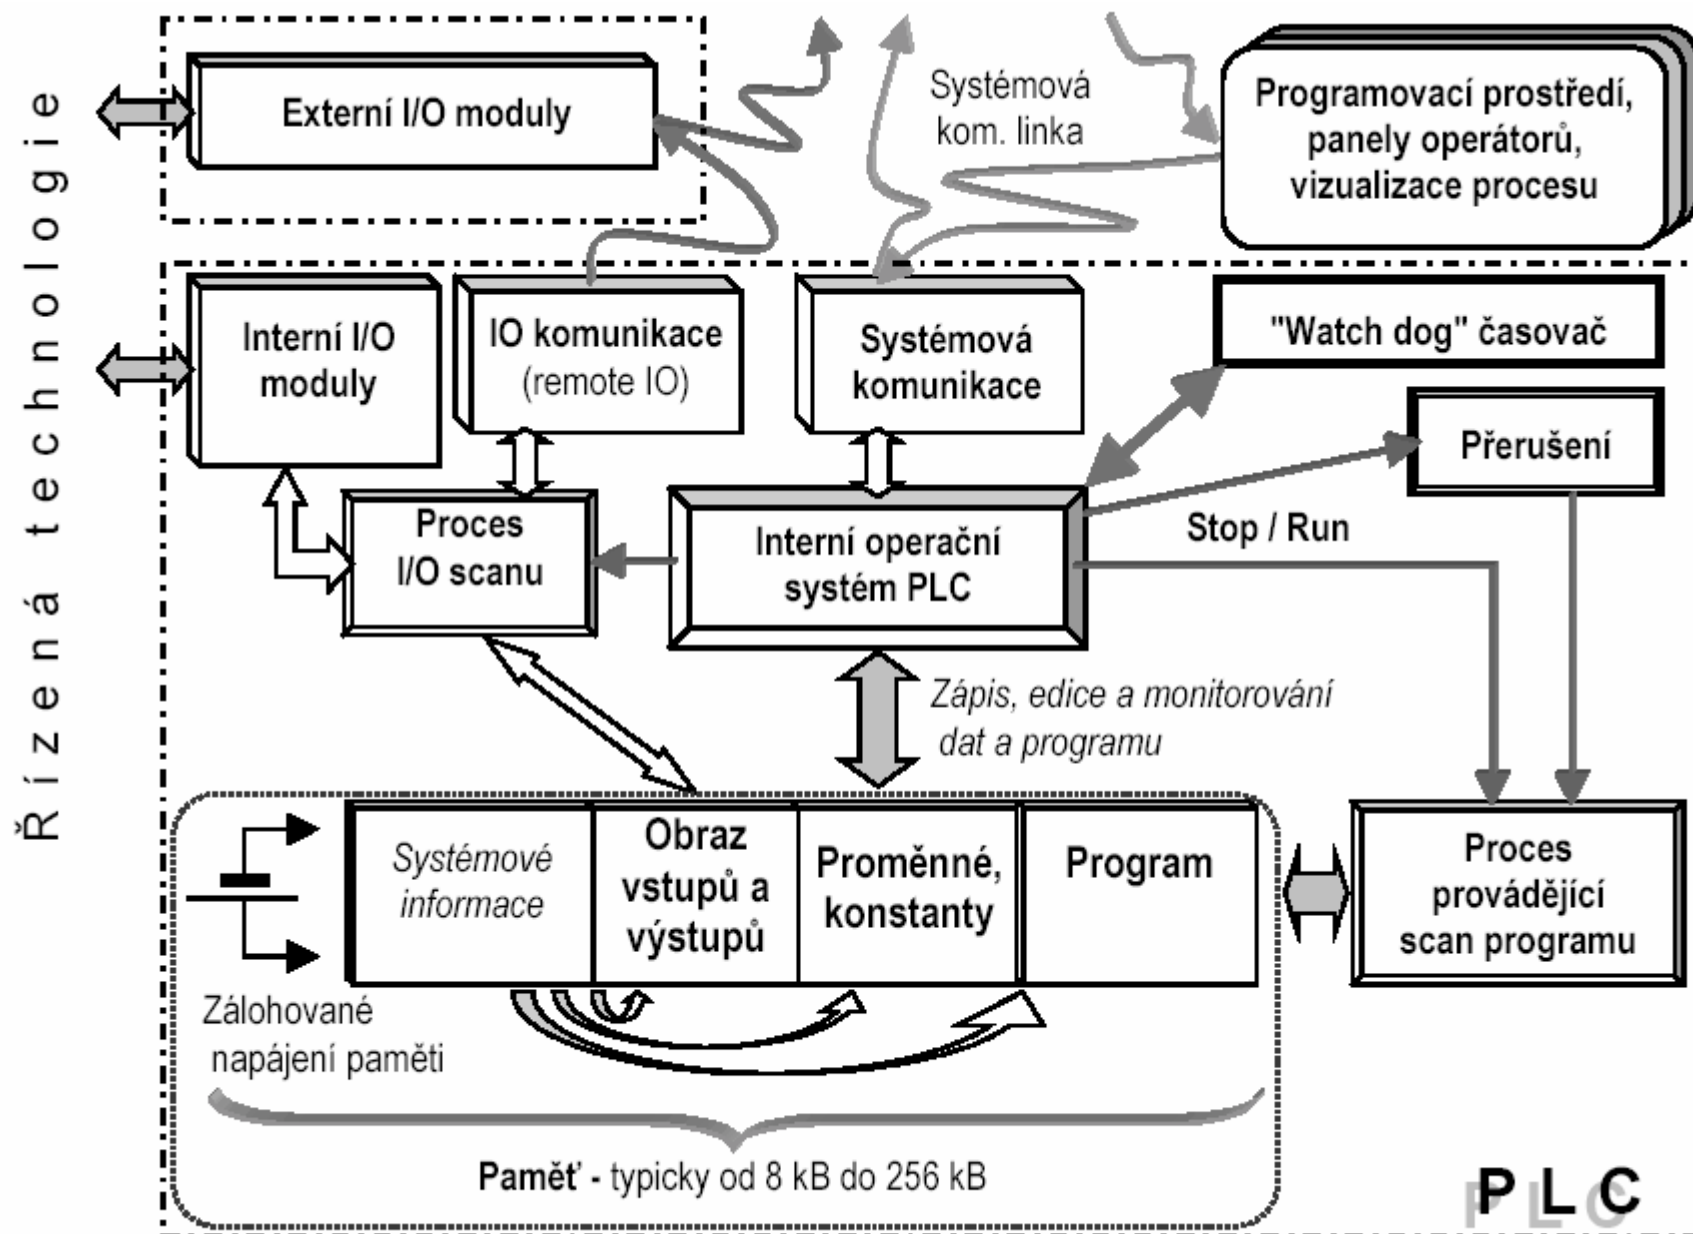 Řízená technologie
Externí I/O moduly
Systémová
kom. linka
Programovací prostředí,
panely operátorů,
vizualizace procesu
Interní I/O
moduly
IO komunikace
(remote IO)
Systémová
komunikace
"Watch dog" časovač
Přerušení
Proces
I/O scanu
Interní operační
systém PLC
Stop / Run
Zápis, edice a monitorování
dat a programu
Systémové
informace
Obraz
vstupů a
výstupů
Proměnné,
konstanty
Program
Proces
provádějící
scan programu
Zálohované
napájení paměti
Paměť - typicky od 8 kB do 256 kB
PLC